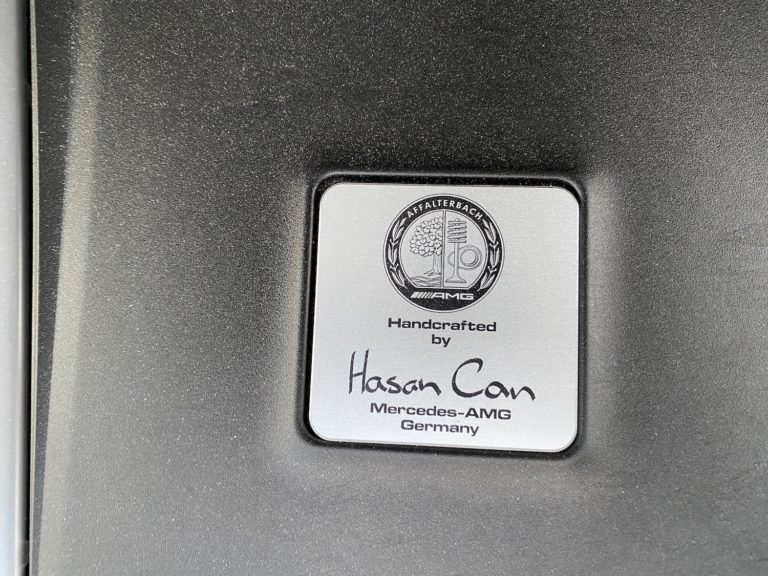 AFFALTERBACH
AMG
Handcrafted
by
Hasan Can
Mercedes-AMG
Germany